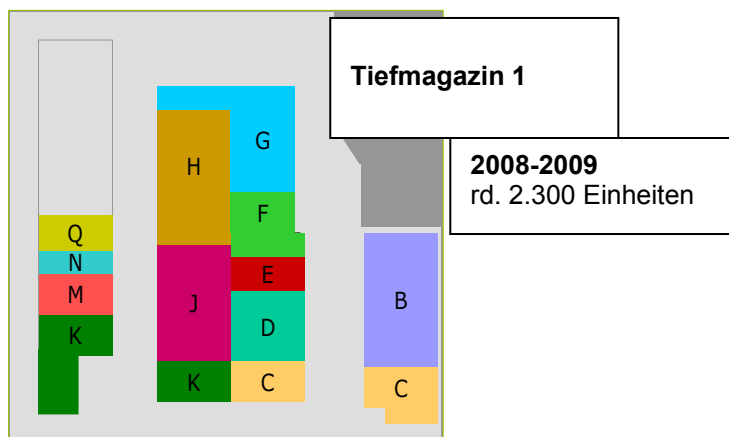 Tiefmagazin 1
2008-2009
rd. 2.300 Einheiten
G
H
F
Q
N
E
M
J
B
D
K
K
C
C